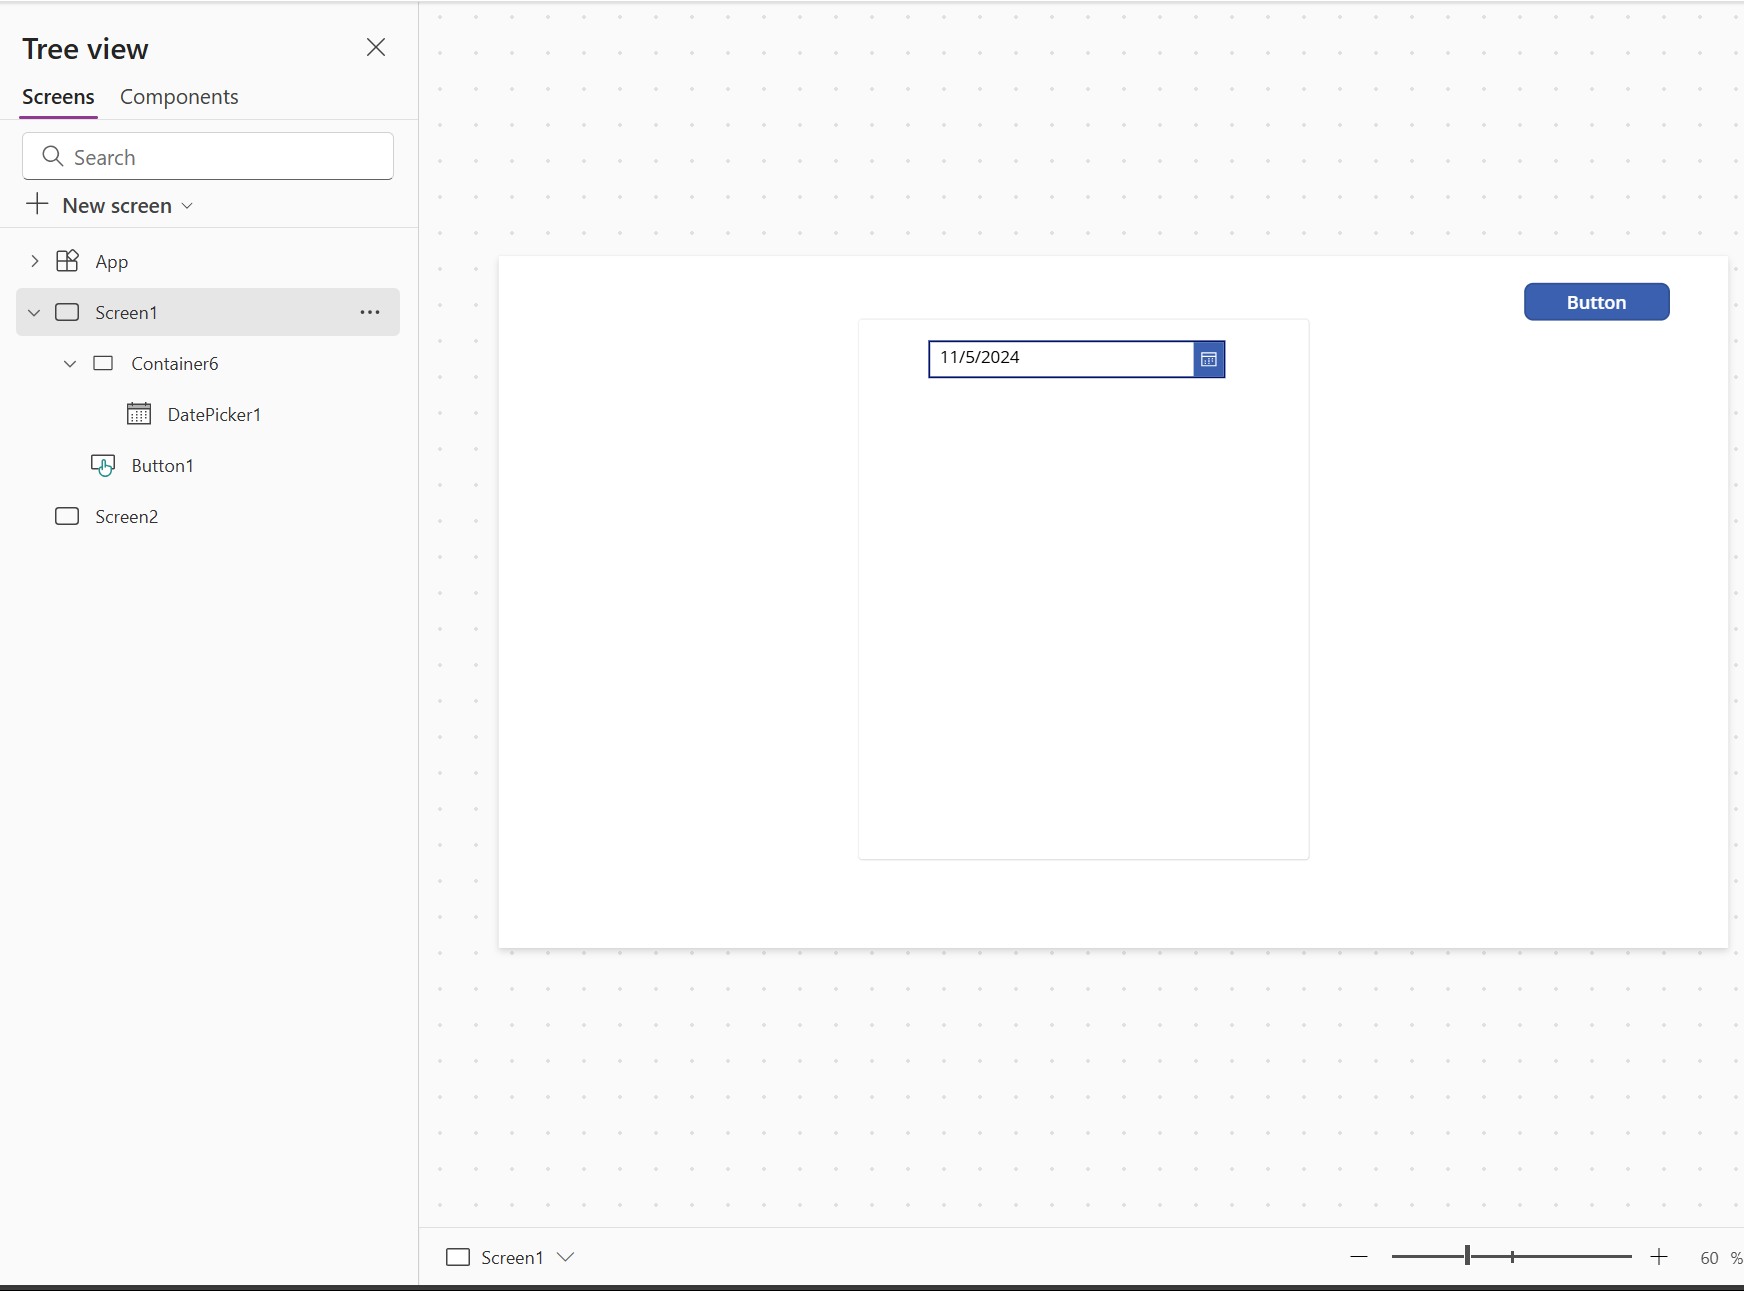 Tree view
Screens Components
Search
New screen
App
Screen1
Container6
DatePicker1
Button1
Screen2
Button
11/5/2024
Screen1
60 %